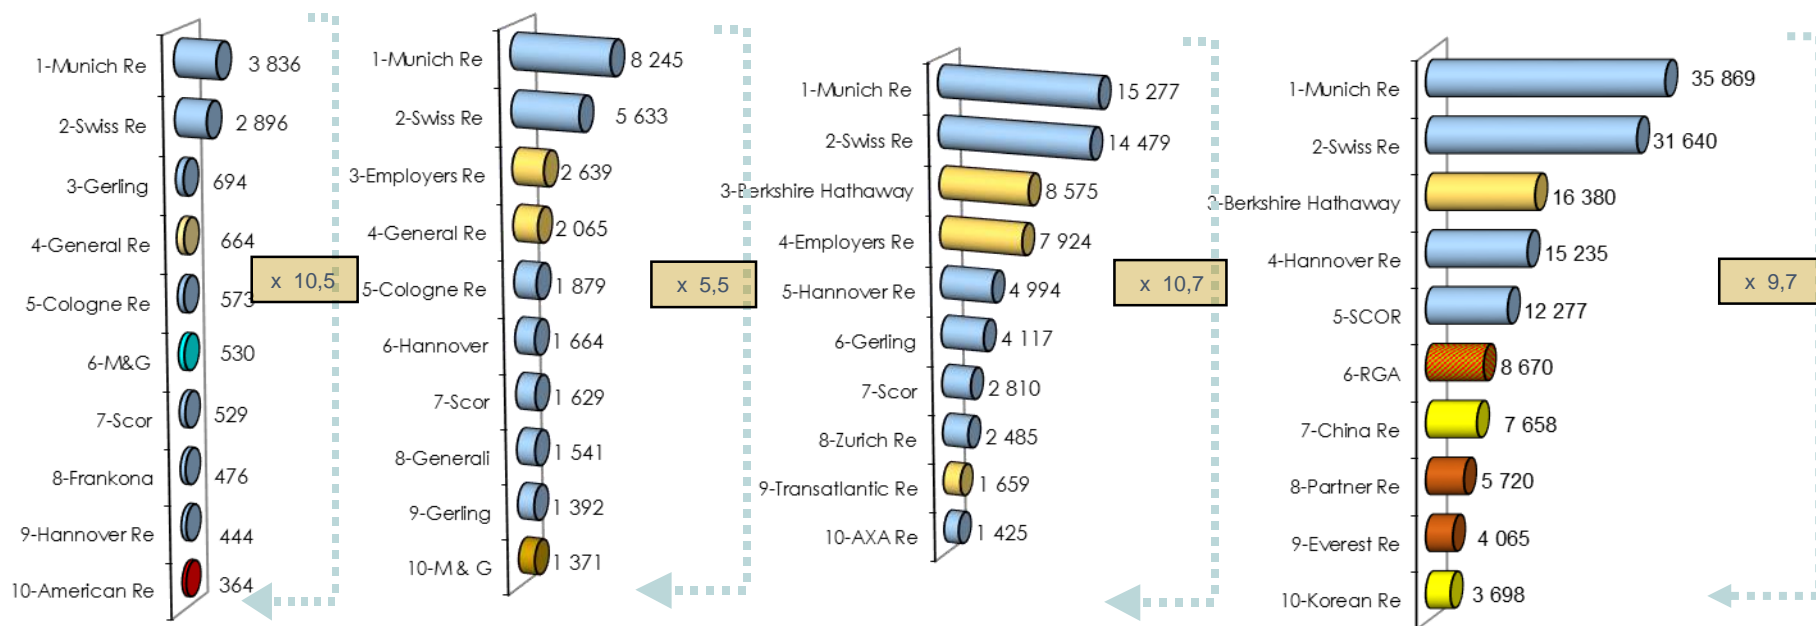 1-Munich Re 3 836
2-Swiss Re 2 896
3-Gerling 694
4-General Re 664
5-Cologne Re 573
6-M&G 530
7-Scor 529
8-Frankona 476
9-Hannover Re 444
10-American Re 364
x 10,5
1-Munich Re 8 245
2-Swiss Re 5 633
3-Employers Re 2 639
4-General Re 2 065
5-Cologne Re 1 879
6-Hannover 1 664
7-Scor 1 629
8-Generali 1 541
9-Gerling 1 392
10-M & G 1 371
x 5,5
1-Munich Re 15 277
2-Swiss Re 14 479
3-Berkshire Hathaway 8 575
4-Employers Re 7 924
5-Hannover Re 4 994
6-Gerling 4 117
7-Scor 2 810
8-Zurich Re 2 485
9-Transatlantic Re 1 659
10-AXA Re 1 425
x 10,7
1-Munich Re 35 869
2-Swiss Re 31 640
3-Berkshire Hathaway 16 380
4-Hannover Re 15 235
5-SCOR 12 277
6-RGA 8 670
7-China Re 7 658
8-Partner Re 5 720
9-Everest Re 4 065
10-Korean Re 3 698
x 9,7